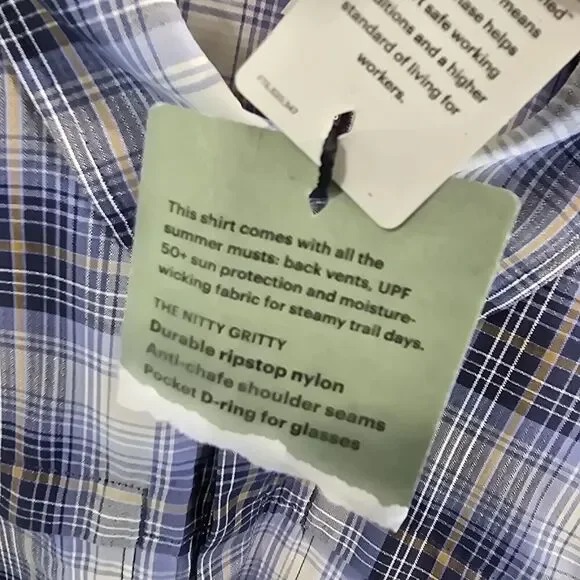 means
helps
safe working
and a higher
standard of living for
workers.
This shirt comes with all the
summer musts: back vents, UPF
50+ sun protection and moisture-
wicking fabric for steamy trail days.
THE NITTY GRITTY
Durable ripstop nylon
Anti-chafe shoulder seams
Pocket D-ring for glasses